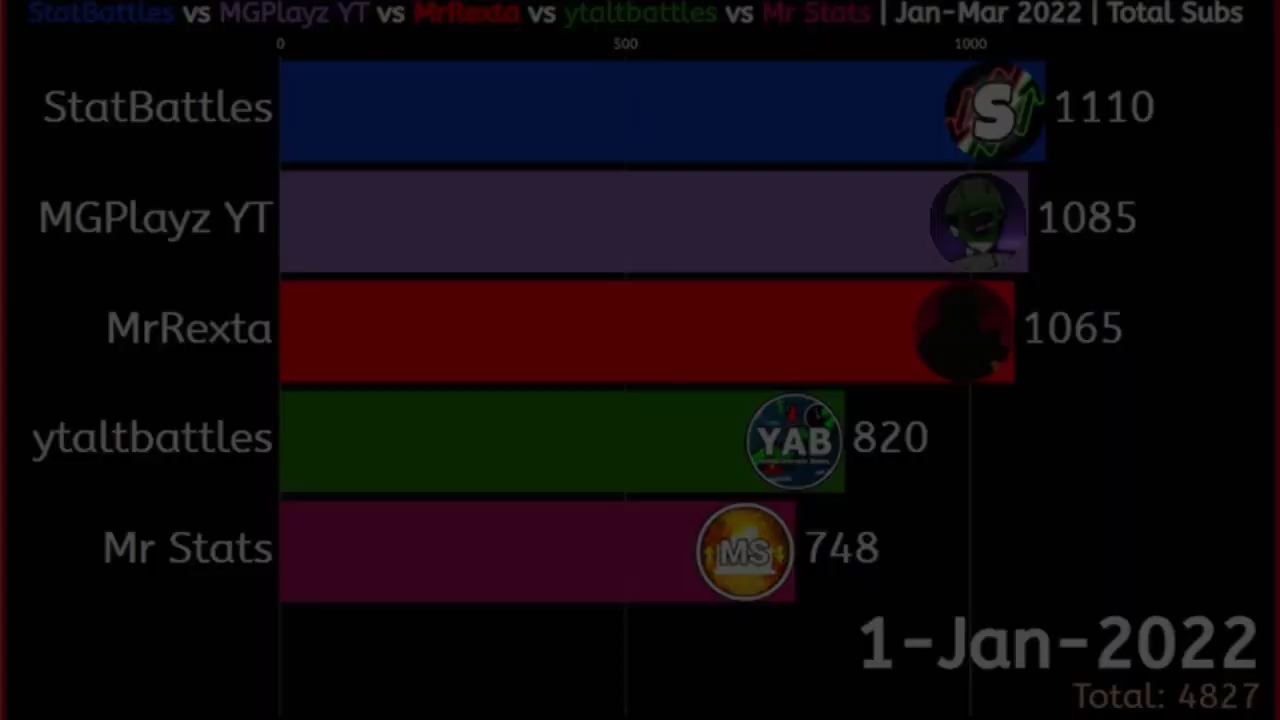 StatBattles vs MGPlayz YT vs MrRexta vs ytaltbattles vs Mr Stats | Jan-Mar 2022 | Total Subs
0 500 1000
StatBattles S 1110
MGPlayz YT 1085
MrRexta 1065
ytaltbattles YAB 820
Mr Stats MS 748
1-Jan-2022
Total: 4827